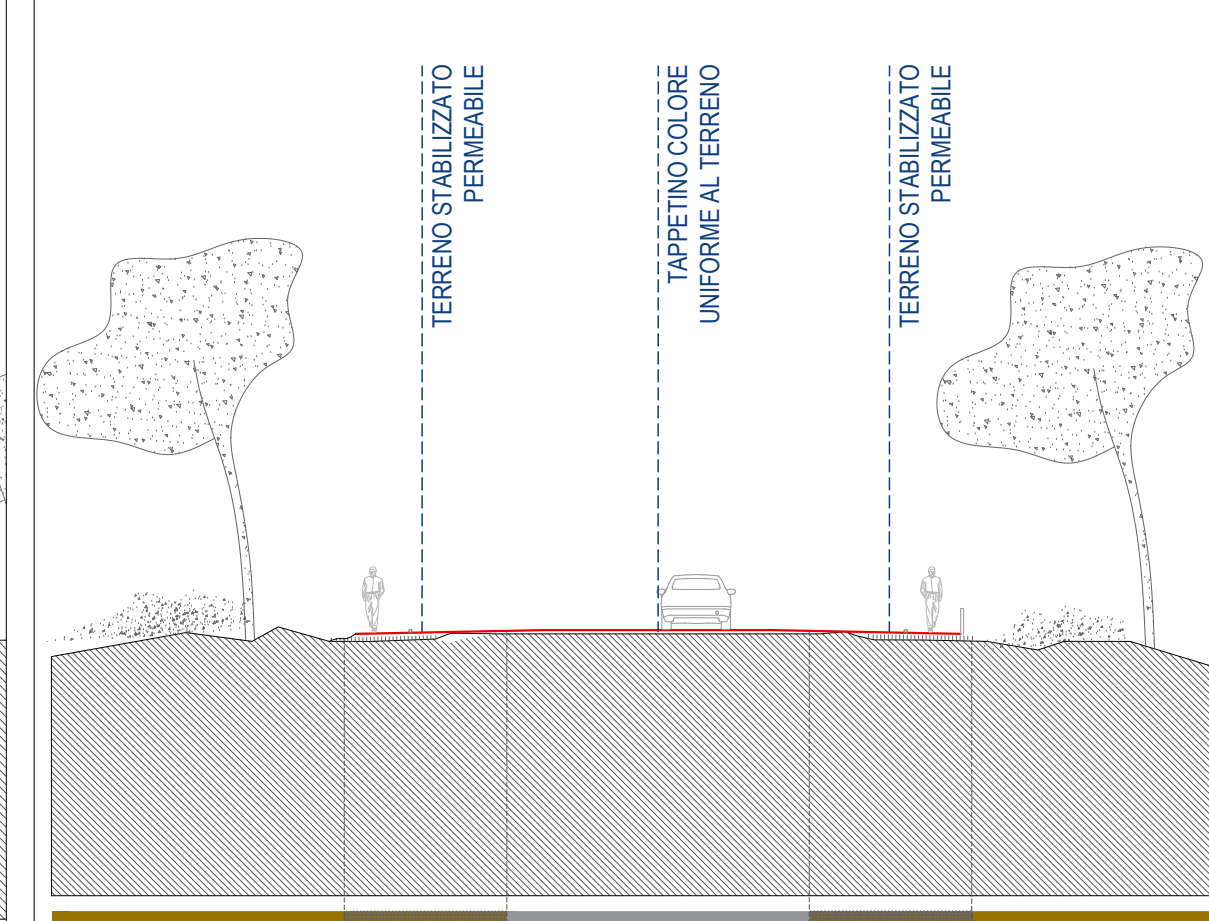 TERRENO STABILIZZATO
PERMEABILE
TAPPETINO COLORE
UNIFORME AL TERRENO
TERRENO STABILIZZATO
PERMEABILE